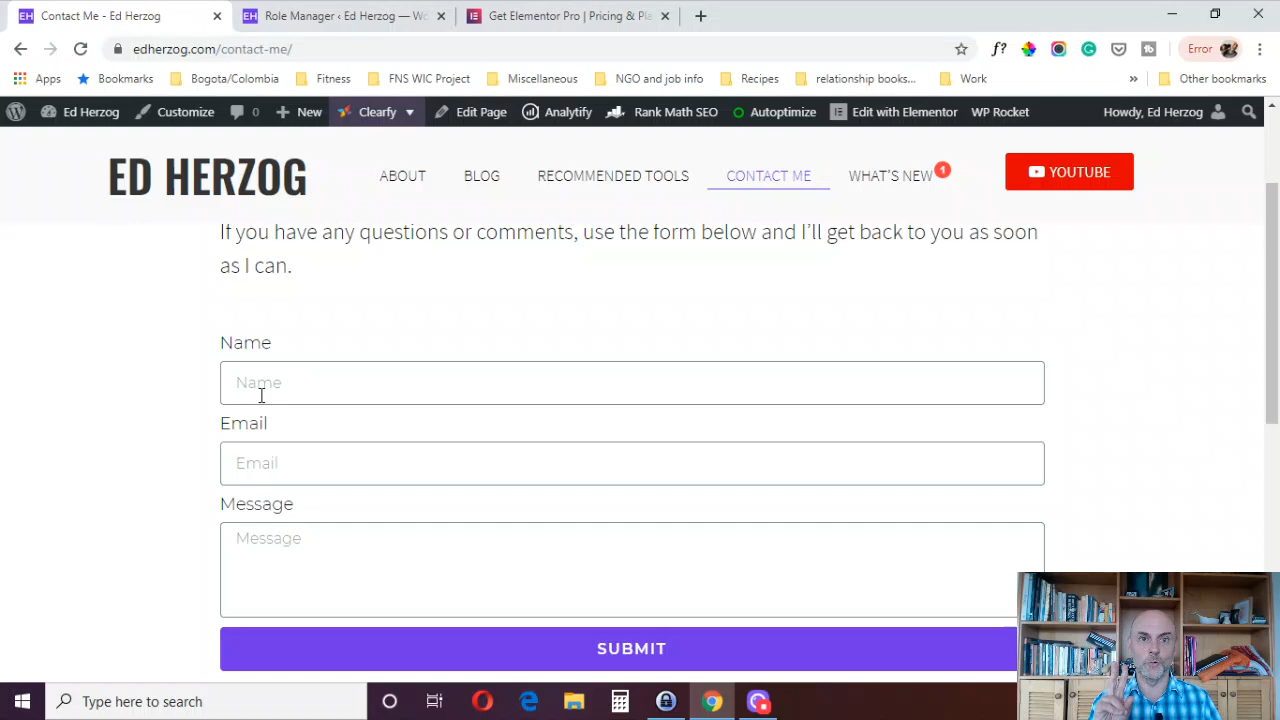 Contact Me - Ed Herzog
Role Manager ‹ Ed Herzog — Wo
Get Elementor Pro | Pricing & Pla
edherzog.com/contact-me/
f?
Error
Apps
Bookmarks
Bogota/Colombia
Fitness
FNS WIC Project
Miscellaneous
NGO and job info
Recipes
relationship books...
Work
»
Other bookmarks
Ed Herzog
Customize
0
New
Clearfy
Edit Page
Analytify
Rank Math SEO
Autoptimize
Edit with Elementor
WP Rocket
Howdy, Ed Herzog
ED HERZOG
ABOUT
BLOG
RECOMMENDED TOOLS
CONTACT ME
WHAT'S NEW
1
YOUTUBE
If you have any questions or comments, use the form below and I'll get back to you as soon
as I can.
Name
Name
Email
Email
Message
Message
SUBMIT
Type here to search